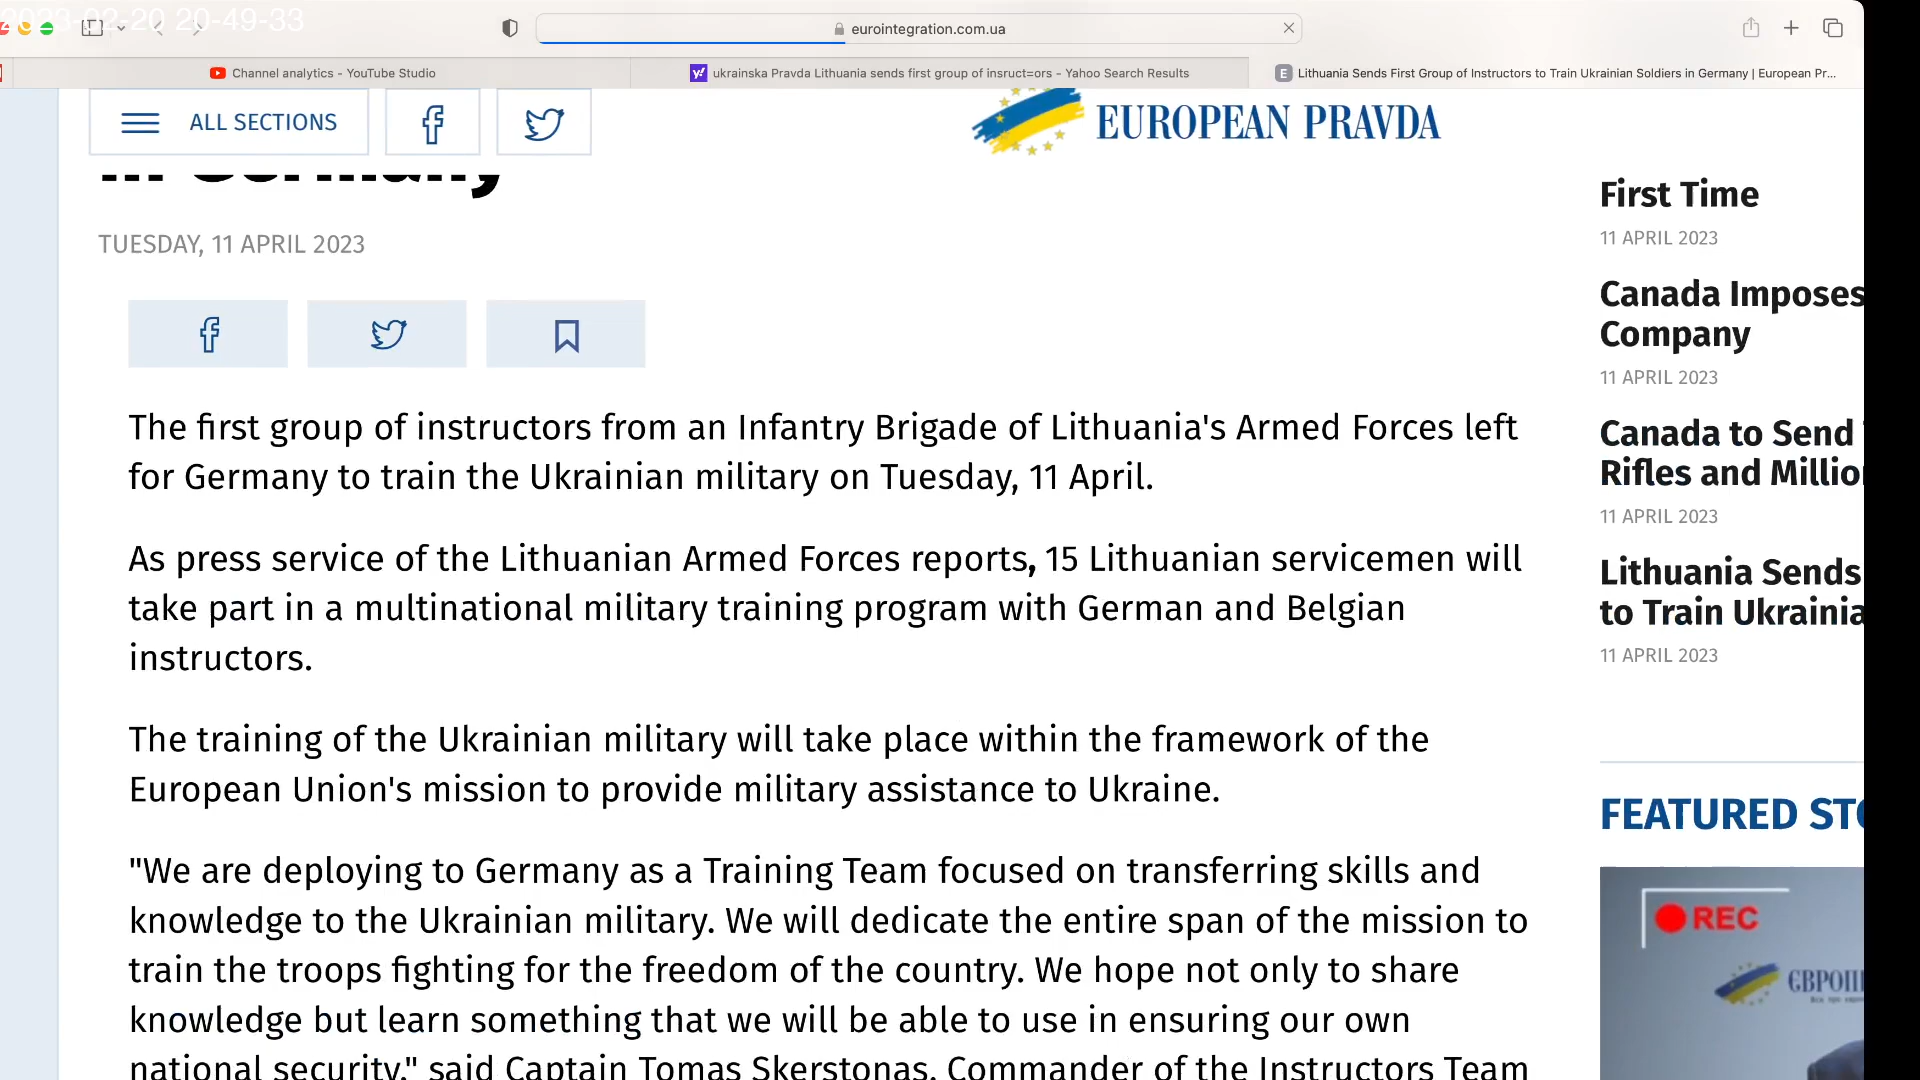 2023-02-20 20-49-33
eurointegration.com.ua
Channel analytics - YouTube Studio
ukrainska Pravda Lithuania sends first group of insruct=ors - Yahoo Search Results
E Lithuania Sends First Group of Instructors to Train Ukrainian Soldiers in Germany | European Pr...
ALL SECTIONS
EUROPEAN PRAVDA
in Germany
TUESDAY, 11 APRIL 2023
The first group of instructors from an Infantry Brigade of Lithuania's Armed Forces left
for Germany to train the Ukrainian military on Tuesday, 11 April.
As press service of the Lithuanian Armed Forces reports, 15 Lithuanian servicemen will
take part in a multinational military training program with German and Belgian
instructors.
The training of the Ukrainian military will take place within the framework of the
European Union's mission to provide military assistance to Ukraine.
"We are deploying to Germany as a Training Team focused on transferring skills and
knowledge to the Ukrainian military. We will dedicate the entire span of the mission to
train the troops fighting for the freedom of the country. We hope not only to share
knowledge but learn something that we will be able to use in ensuring our own
national security," said Captain Tomas Skerstonas, Commander of the Instructors Team
First Time
11 APRIL 2023
Canada Imposes
Company
11 APRIL 2023
Canada to Send
Rifles and Millio
11 APRIL 2023
Lithuania Sends
to Train Ukrainia
11 APRIL 2023
FEATURED STO
REC
ЄВРОП